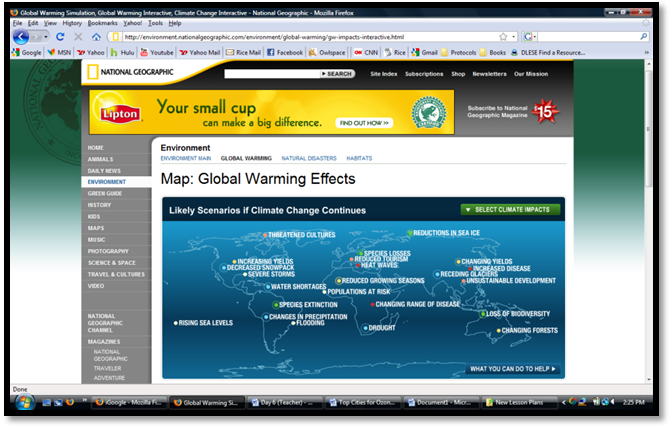 Global Warming Simulation, Global Warming Interactive, Climate Change Interactive - National Geographic - Mozilla Firefox
File Edit View History Bookmarks Yahoo! Tools Help
http://environment.nationalgeographic.com/environment/global-warming/gw-impacts-interactive.html
Google MSN Yahoo Hulu Youtube Yahoo Mail Rice Mail Facebook Owlspace CNN Rice Gmail Protocols Books DLESE Find a Resource...
NATIONAL GEOGRAPHIC
SEARCH
Site Index Subscriptions Shop Newsletters Our Mission
Lipton
Your small cup
can make a big difference.
FIND OUT HOW >>
Subscribe to National
Geographic Magazine
$15
HOME
ANIMALS
DAILY NEWS
ENVIRONMENT
GREEN GUIDE
HISTORY
KIDS
MAPS
MUSIC
PHOTOGRAPHY
SCIENCE & SPACE
TRAVEL & CULTURES
VIDEO
NATIONAL
GEOGRAPHIC
CHANNEL
MAGAZINES
NATIONAL
GEOGRAPHIC
TRAVELER
ADVENTURE
Environment
ENVIRONMENT MAIN GLOBAL WARMING NATURAL DISASTERS HABITATS
Map: Global Warming Effects
Likely Scenarios if Climate Change Continues
SELECT CLIMATE IMPACTS
THREATENED CULTURES
REDUCTIONS IN SEA ICE
SPECIES LOSSES
INCREASING YIELDS
REDUCED TOURISM
CHANGING YIELDS
DECREASED SNOWPACK
HEAT WAVES
INCREASED DISEASE
SEVERE STORMS
RECEDING GLACIERS
REDUCED GROWING SEASONS
UNSUSTAINABLE DEVELOPMENT
WATER SHORTAGES
POPULATIONS AT RISK
SPECIES EXTINCTION
CHANGING RANGE OF DISEASE
CHANGES IN PRECIPITATION
LOSS OF BIODIVERSITY
RISING SEA LEVELS
FLOODING
DROUGHT
CHANGING FORESTS
WHAT YOU CAN DO TO HELP
Done
iGoogle - Mozilla F...
Global Warming Si...
Day 6 (Teacher) - ...
Top Cities for Ozon...
Document1 - Micr...
New Lesson Plans
2:25 PM